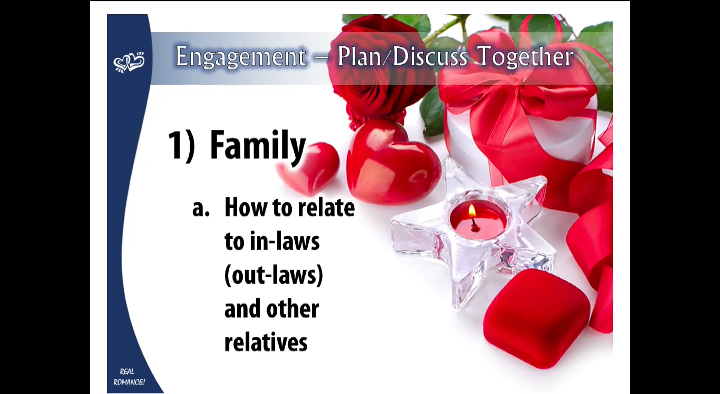 Engagement – Plan/Discuss Together
1) Family
a. How to relate
to in-laws
(out-laws)
and other
relatives
REAL
ROMANCE!